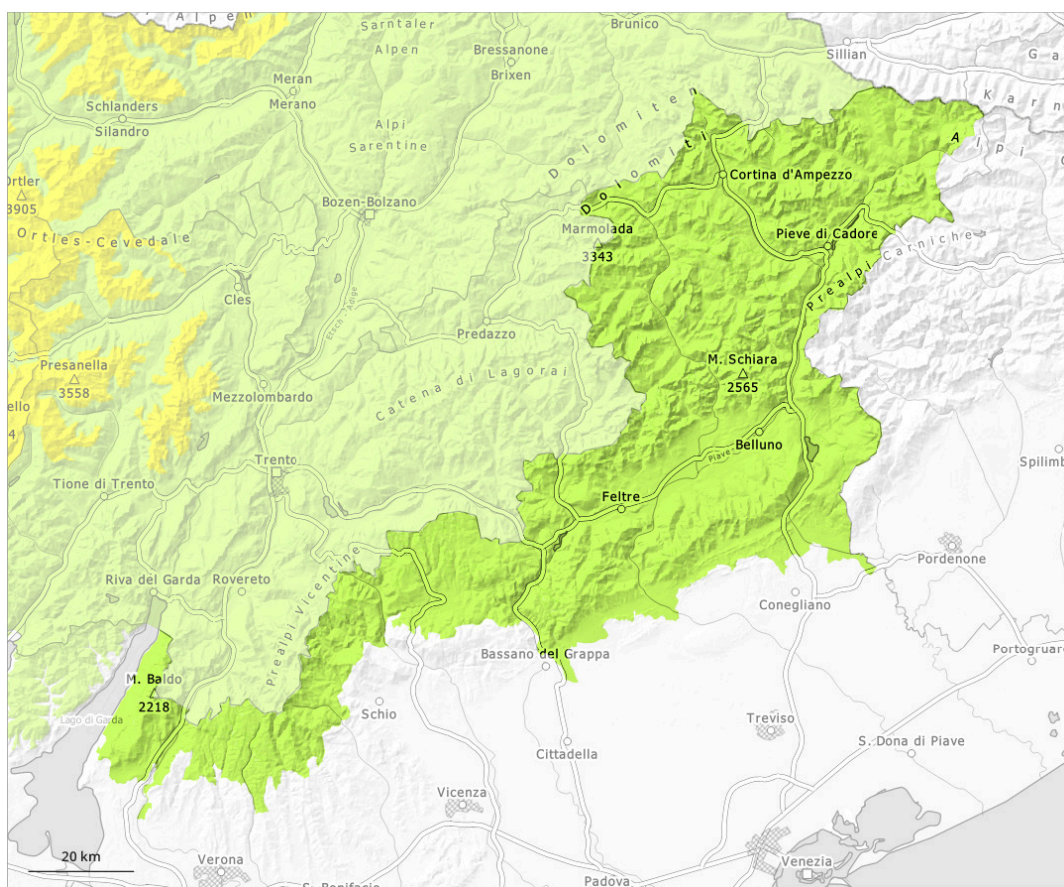 Alpen
Sarntaler
Alpen
Bressanone
Brixen
Brunico
Sillian
Meran
Merano
Schlanders
Silandro
Alpi
Sarentine
Dolomiten
Dolomiti
A
Alpi
Cortina d'Ampezzo
Ortler
3905
Ortles-Cevedale
Bozen-Bolzano
Marmolada
3343
Pieve di Cadore
Prealpi Carniche
Cles
Etsch - Adige
Predazzo
Presanella
3558
M. Schiara
2565
Mezzolombardo
Catena di Lagorai
Belluno
Piave
Trento
Tione di Trento
Feltre
Spilimb
Riva del Garda
Rovereto
Prealpi Vicentine
Pordenone
Conegliano
Portogruaro
Bassano del Grappa
M. Baldo
2218
Lago di Garda
Schio
Treviso
Cittadella
S. Dona di Piave
Vicenza
20 km
Verona
S. Bonifacio
Padova
Venezia